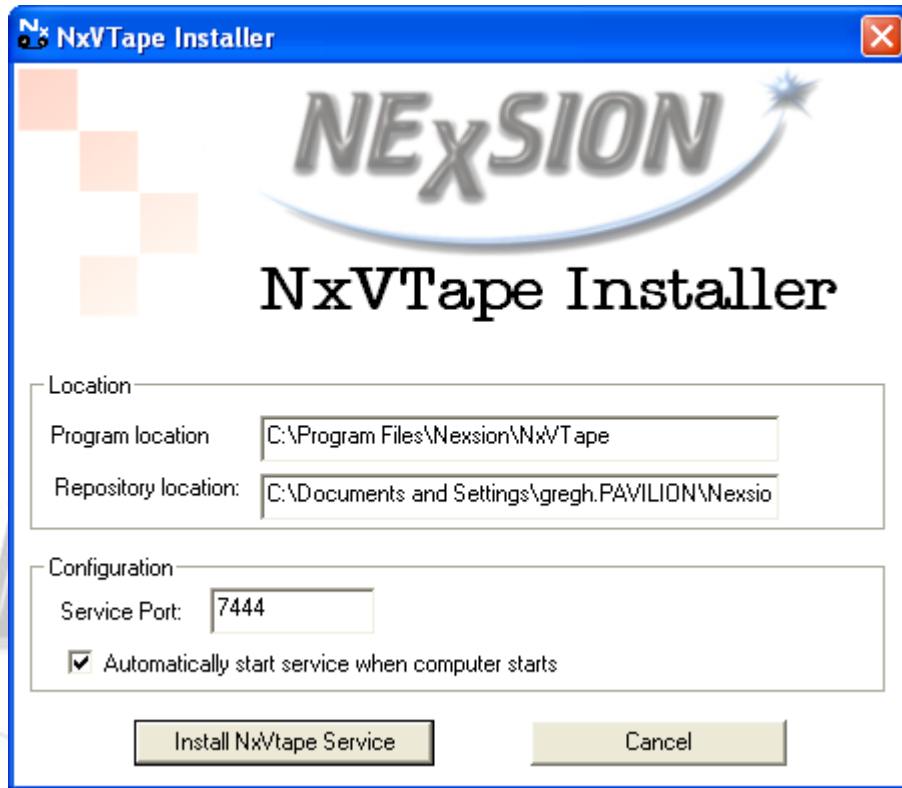 Nx NxVTape Installer
NExSION
NxVTape Installer
Location
Program location C:\Program Files\Nexsion\NxVTape
Repository location: C:\Documents and Settings\gregh.PAVILION\Nexsio
Configuration
Service Port: 7444
Automatically start service when computer starts
Install NxVtape Service Cancel